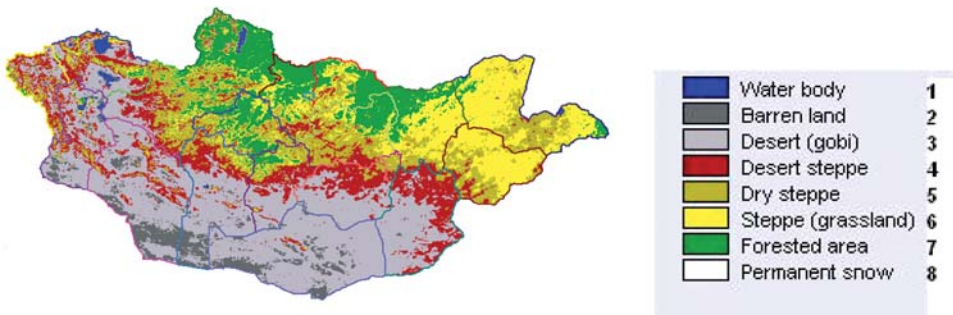 Water body 1
Barren land 2
Desert (gobi) 3
Desert steppe 4
Dry steppe 5
Steppe (grassland) 6
Forested area 7
Permanent snow 8